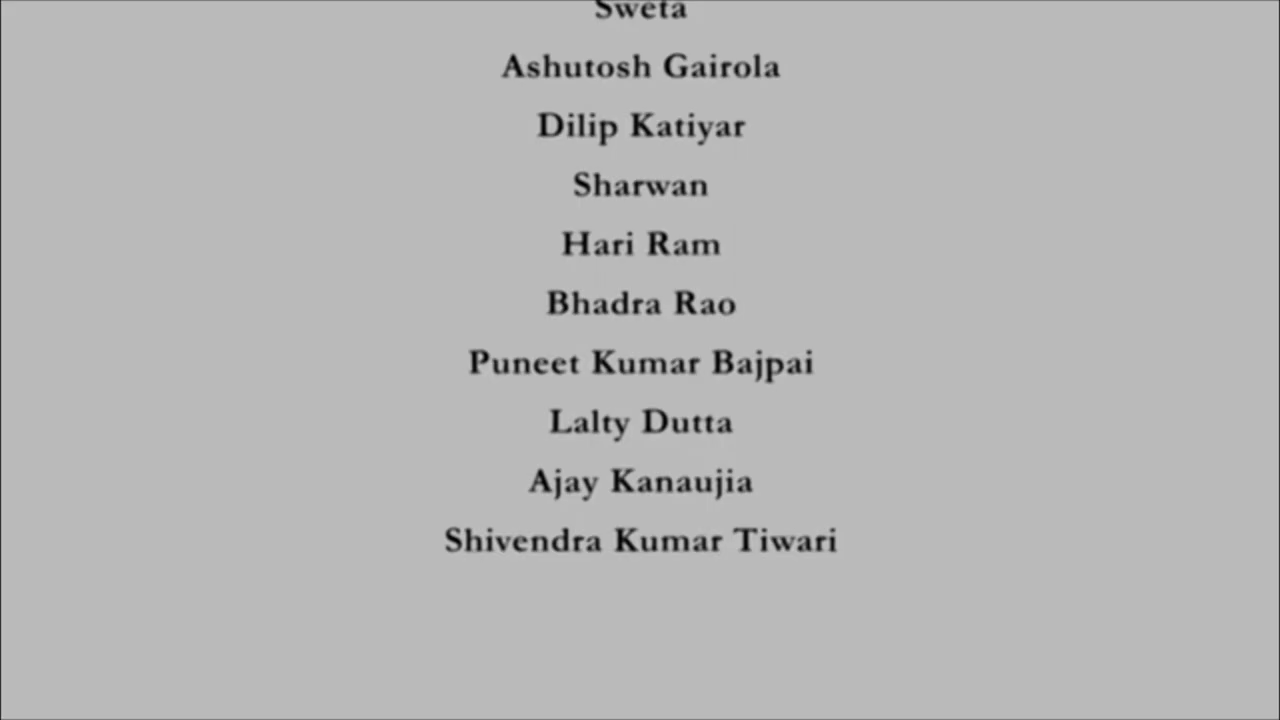 Sweta
Ashutosh Gairola
Dilip Katiyar
Sharwan
Hari Ram
Bhadra Rao
Puneet Kumar Bajpai
Lalty Dutta
Ajay Kanaujia
Shivendra Kumar Tiwari